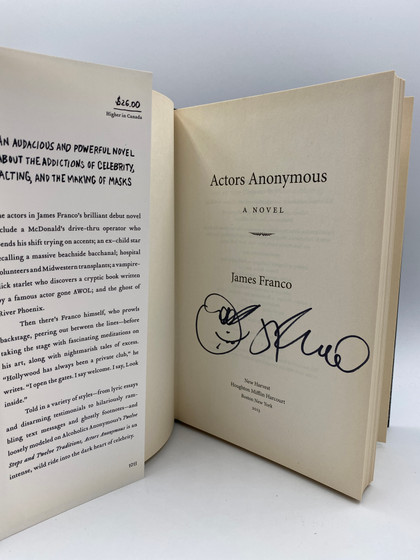 $26.00
Higher in Canada
AN AUDACIOUS AND POWERFUL NOVEL
ABOUT THE ADDICTIONS OF CELEBRITY,
ACTING, AND THE MAKING OF MASKS
he actors in James Franco's brilliant debut novel
clude a McDonald's drive-thru operator who
ends his shift trying on accents; an ex–child star
calling a massive beachside bacchanal; hospital
olunteers and Midwestern transplants; a vampire-
ick starlet who discovers a cryptic book written
y a famous actor gone AWOL; and the ghost of
River Phoenix.
Then there's Franco himself, who prowls
backstage, peering out between the lines—before
taking the stage with fascinating meditations on
his art, along with nightmarish tales of excess.
"Hollywood has always been a private club," he
writes. "I open the gates. I say welcome. I say, Look
inside."
Told in a variety of styles—from lyric essays
and disarming testimonials to hilariously ram-
bling text messages and ghostly footnotes—and
loosely modeled on Alcoholics Anonymous's Twelve
Steps and Twelve Traditions, Actors Anonymous is an
intense, wild ride into the dark heart of celebrity.
Actors Anonymous
A NOVEL
James Franco
New Harvest
Houghton Mifflin Harcourt
Boston New York
2013